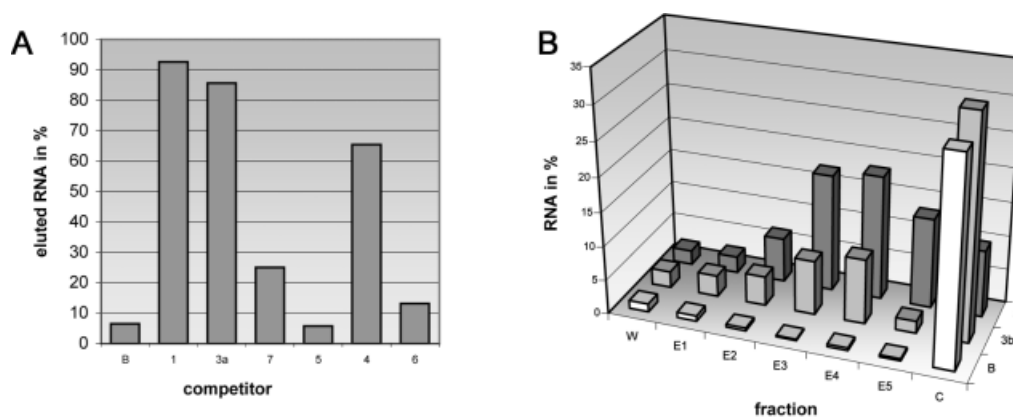 A
100
90
80
70
60
50
40
30
20
10
0
eluted RNA in %
B 1 3a 7 5 4 6
competitor
B
35
30
25
20
15
10
5
0
RNA in %
W E1 E2 E3 E4 E5 C
B
3b
fraction